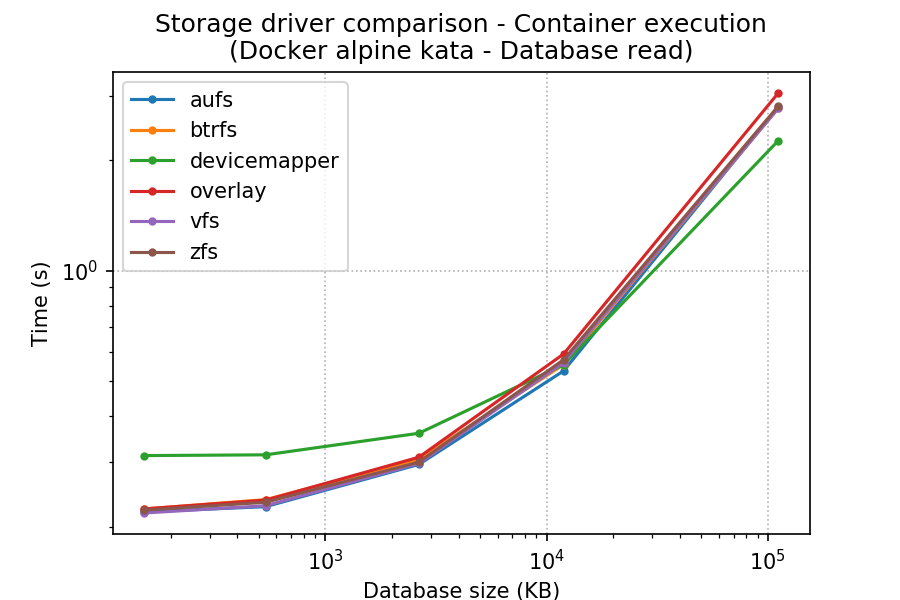 Storage driver comparison - Container execution
(Docker alpine kata - Database read)
aufs
btrfs
devicemapper
overlay
vfs
zfs
Time (s)
10⁰
10³
10⁴
10⁵
Database size (KB)